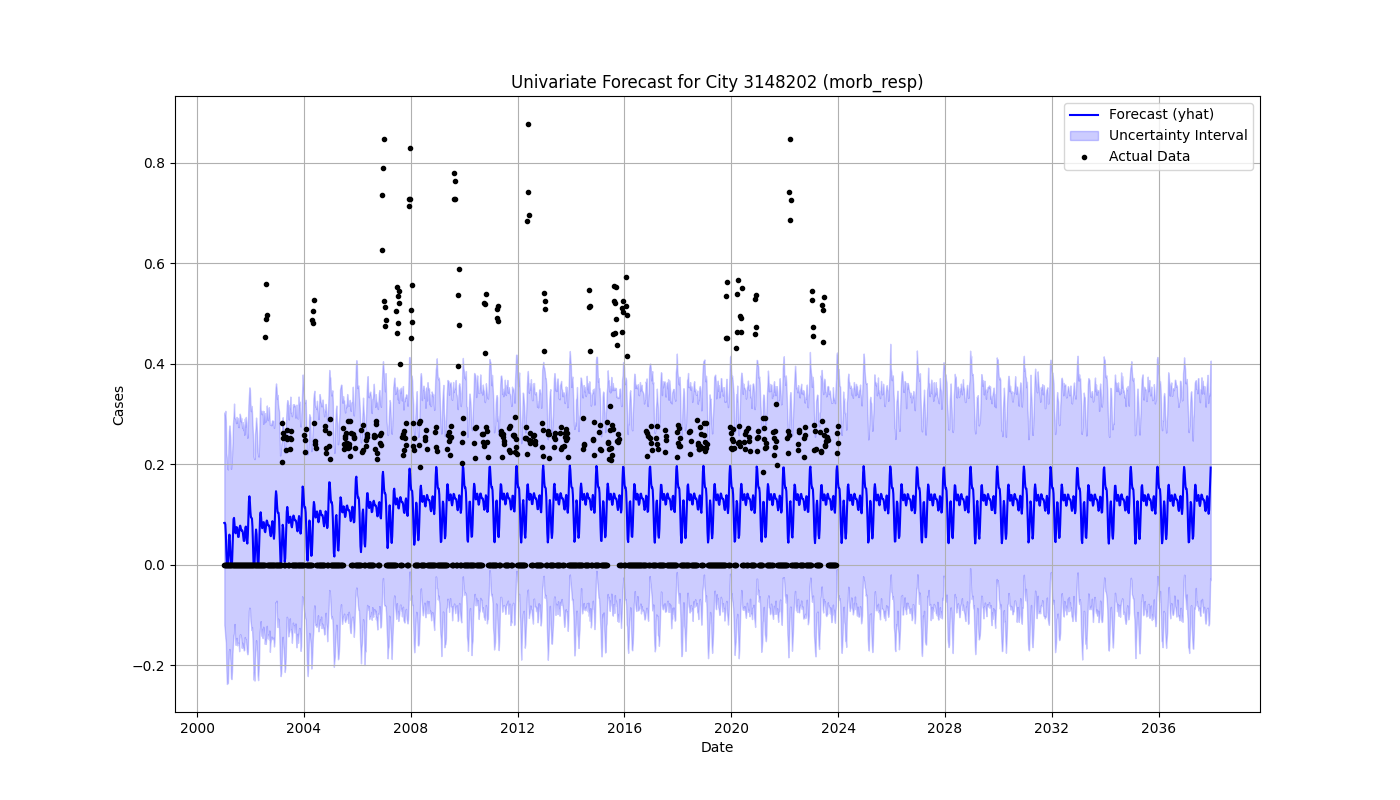 Univariate Forecast for City 3148202 (morb_resp)
Forecast (yhat)
Uncertainty Interval
Actual Data
Cases
0.8
0.6
0.4
0.2
0.0
−0.2
2000 2004 2008 2012 2016 2020 2024 2028 2032 2036
Date